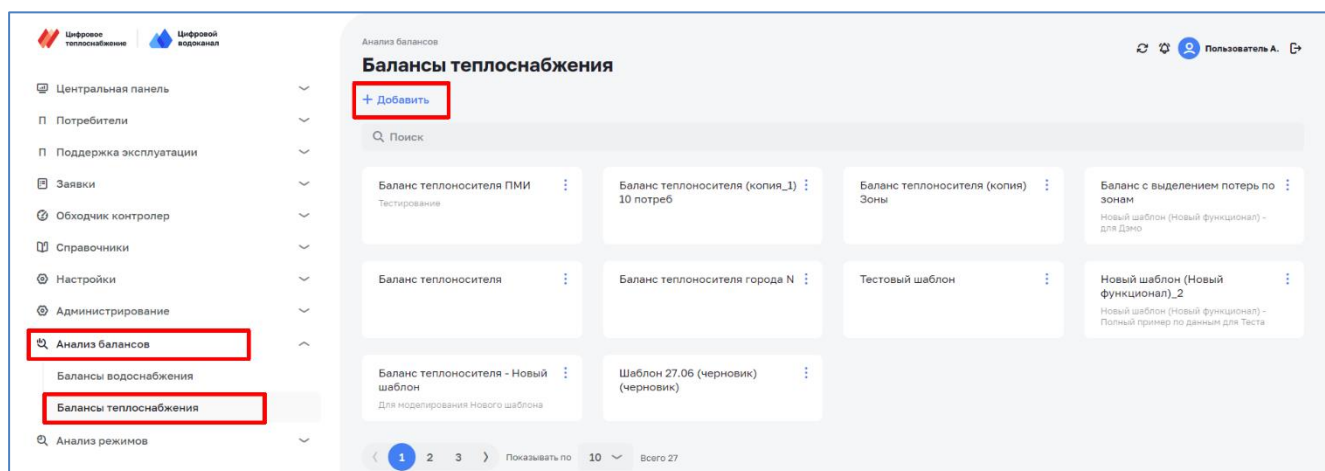 Цифровое
теплоснабжение
Цифровой
водоканал
Центральная панель
П Потребители
П Поддержка эксплуатации
Заявки
Обходчик контролер
Справочники
Настройки
Администрирование
Анализ балансов
Балансы водоснабжения
Балансы теплоснабжения
Анализ режимов
Анализ балансов
Пользователь А.
Балансы теплоснабжения
+ Добавить
Поиск
Баланс теплоносителя ПМИ
Тестирование
Баланс теплоносителя (копия_1)
10 потреб
Баланс теплоносителя (копия)
Зоны
Баланс с выделением потерь по
зонам
Новый шаблон (Новый функционал) -
для Дэмо
Баланс теплоносителя
Баланс теплоносителя города N
Тестовый шаблон
Новый шаблон (Новый
функционал)_2
Новый шаблон (Новый функционал) -
Полный пример по данным для Теста
Баланс теплоносителя - Новый
шаблон
Для моделирования Нового шаблона
Шаблон 27.06 (черновик)
(черновик)
1 2 3 Показывать по 10 Всего 27